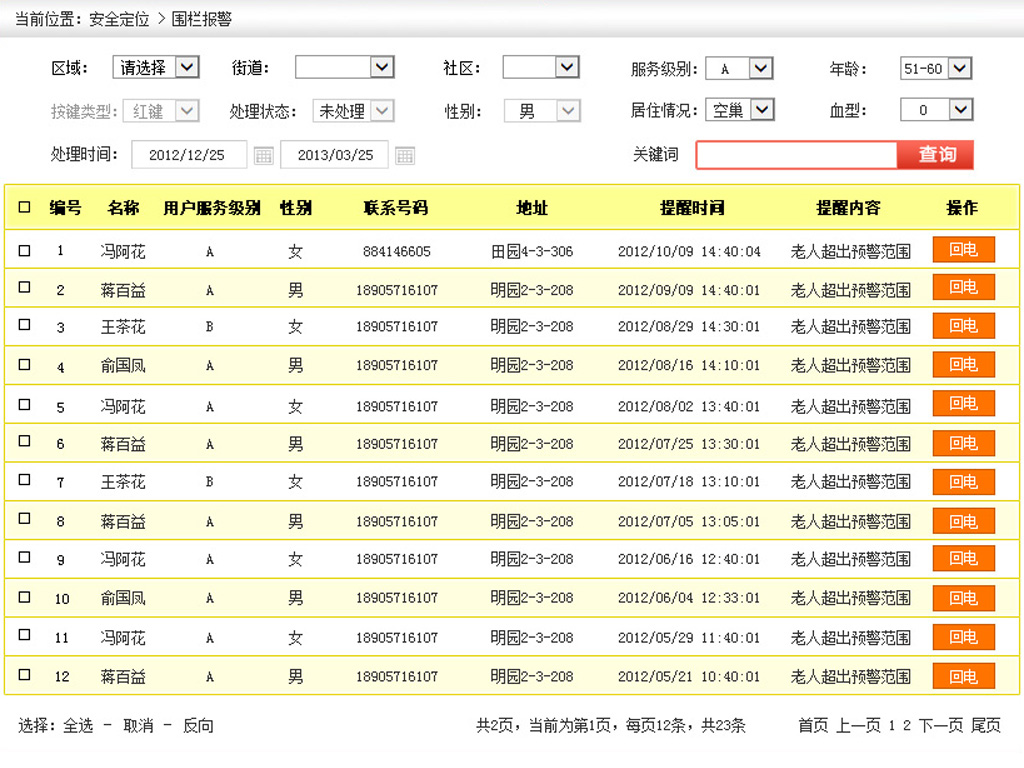 当前位置：安全定位 > 围栏报警
区域： 请选择 街道： 社区： 服务级别： A 年龄： 51-60
按键类型： 红键 处理状态： 未处理 性别： 男 居住情况： 空巢 血型： O
处理时间： 2012/12/25 2013/03/25 关键词 查询
编号 名称 用户服务级别 性别 联系号码 地址 提醒时间 提醒内容 操作
1 冯阿花 A 女 884146605 田园4-3-306 2012/10/09 14:40:04 老人超出预警范围 回电
2 蒋百益 A 男 18905716107 明园2-3-208 2012/09/09 14:40:01 老人超出预警范围 回电
3 王茶花 B 女 18905716107 明园2-3-208 2012/08/29 14:30:01 老人超出预警范围 回电
4 俞国凤 A 男 18905716107 明园2-3-208 2012/08/16 14:10:01 老人超出预警范围 回电
5 冯阿花 A 女 18905716107 明园2-3-208 2012/08/02 13:40:01 老人超出预警范围 回电
6 蒋百益 A 男 18905716107 明园2-3-208 2012/07/25 13:30:01 老人超出预警范围 回电
7 王茶花 B 女 18905716107 明园2-3-208 2012/07/18 13:10:01 老人超出预警范围 回电
8 蒋百益 A 男 18905716107 明园2-3-208 2012/07/05 13:05:01 老人超出预警范围 回电
9 冯阿花 A 女 18905716107 明园2-3-208 2012/06/16 12:40:01 老人超出预警范围 回电
10 俞国凤 A 男 18905716107 明园2-3-208 2012/06/04 12:33:01 老人超出预警范围 回电
11 冯阿花 A 女 18905716107 明园2-3-208 2012/05/29 11:40:01 老人超出预警范围 回电
12 蒋百益 A 男 18905716107 明园2-3-208 2012/05/21 10:40:01 老人超出预警范围 回电
选择：全选 - 取消 - 反向 共2页，当前为第1页，每页12条，共23条 首页 上一页 1 2 下一页 尾页